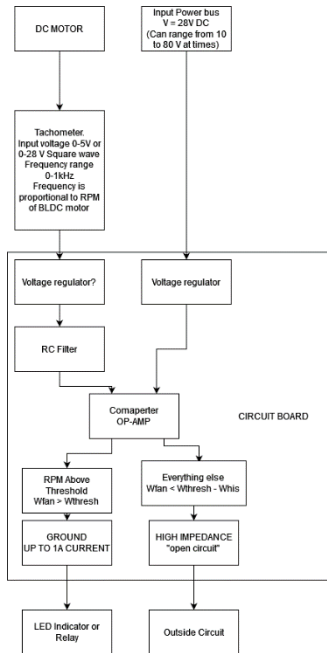 DC MOTOR
Input Power bus
V = 28V DC
(Can range from 10
to 80 V at times)
Tachometer.
Input voltage 0-5V or
0-28 V Square wave
Frequency range
0-1kHz
Frequency is
proportional to RPM
of BLDC motor
Voltage regulator?
Voltage regulator
RC Filter
Comaperter
OP-AMP
CIRCUIT BOARD
RPM Above
Threshold
Wfan > Wthresh
Everything else
Wfan < Wthresh - Whis
GROUND
UP TO 1A CURRENT
HIGH IMPEDANCE
"open circuit"
LED Indicator or
Relay
Outside Circuit